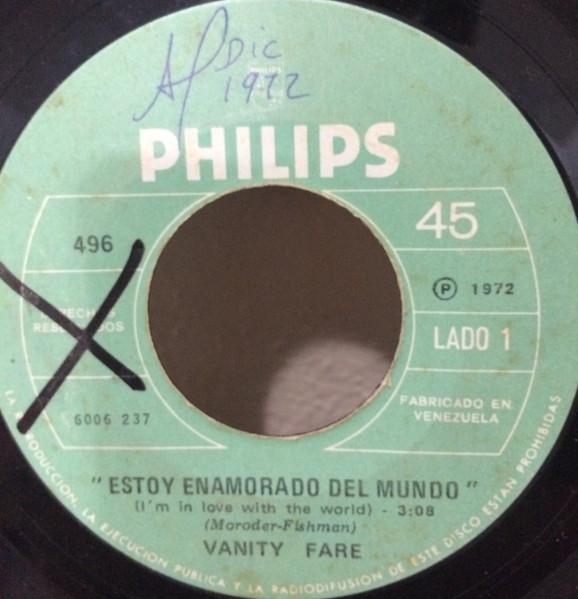 Dic
1972
PHILIPS
496
45
℗ 1972
DERECHOS
RESERVADOS
LADO 1
6006 237
FABRICADO EN
VENEZUELA
" ESTOY ENAMORADO DEL MUNDO "
(I'm in love with the world) - 3:08
(Moroder-Fishman)
VANITY FARE
LA REPRODUCCION, LA EJECUCION PUBLICA Y LA RADIODIFUSION DE ESTE DISCO ESTAN PROHIBIDAS